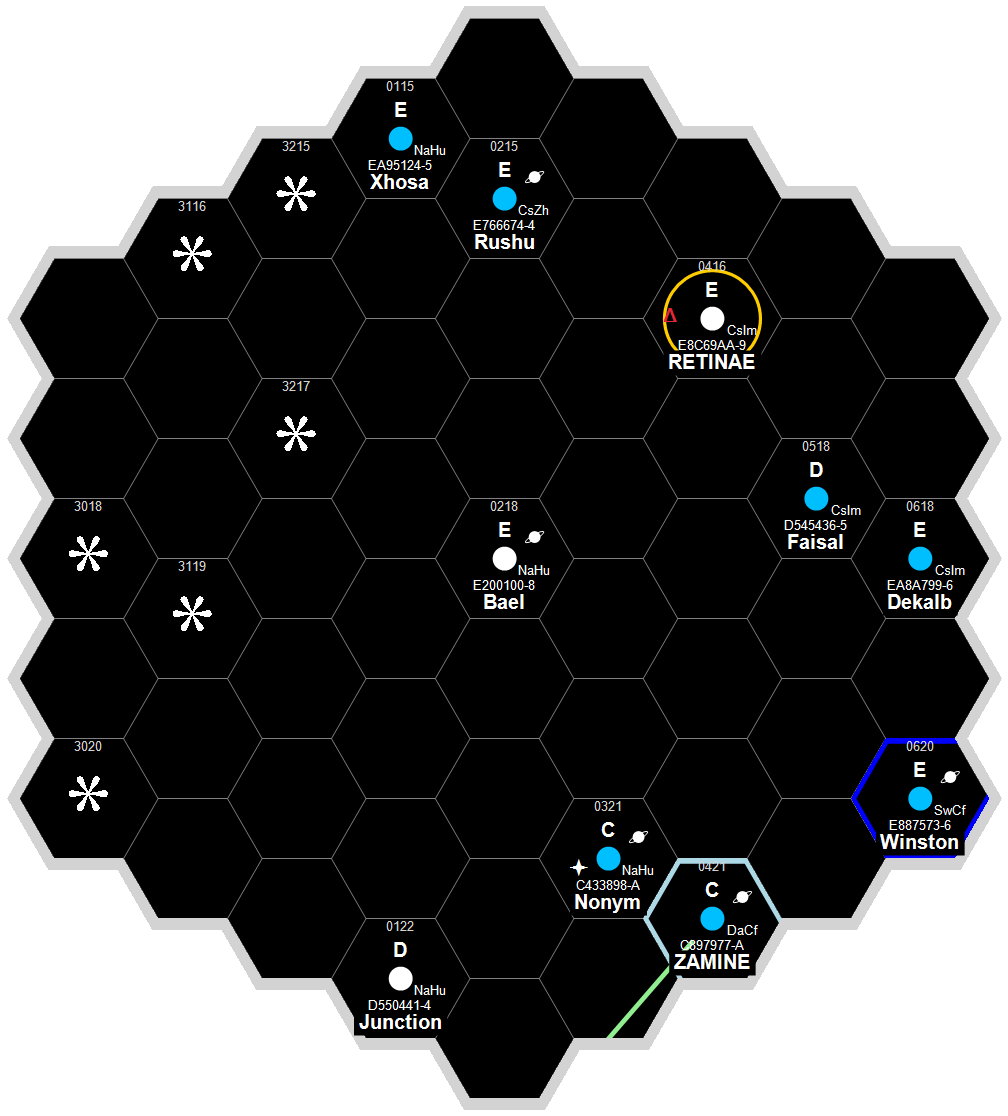 0115
E
NaHu
EA95124-5
Xhosa
3215
0215
E
CsZh
E766674-4
Rushu
3116
0416
E
CsIm
E8C69AA-9
RETINAE
3217
0518
D
CsIm
D545436-5
Faisal
3018
0218
E
NaHu
E200100-8
Bael
0618
E
CsIm
EA8A799-6
Dekalb
3119
3020
0620
E
SwCf
E887573-6
Winston
0321
C
NaHu
C433898-A
Nonym
0421
C
DaCf
C897977-A
ZAMINE
0122
D
NaHu
D550441-4
Junction